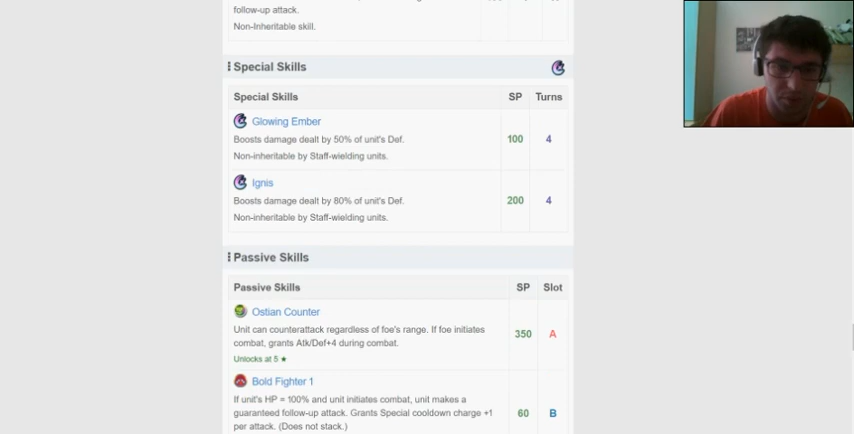 follow-up attack.
Non-Inheritable skill.
Special Skills
Special Skills SP Turns
Glowing Ember
Boosts damage dealt by 50% of unit's Def.
Non-inheritable by Staff-wielding units.
100 4
Ignis
Boosts damage dealt by 80% of unit's Def.
Non-inheritable by Staff-wielding units.
200 4
Passive Skills
Passive Skills SP Slot
Ostian Counter
Unit can counterattack regardless of foe's range. If foe initiates
combat, grants Atk/Def+4 during combat.
Unlocks at 5 ★
350 A
Bold Fighter 1
If unit's HP = 100% and unit initiates combat, unit makes a
guaranteed follow-up attack. Grants Special cooldown charge +1
per attack. (Does not stack.)
60 B